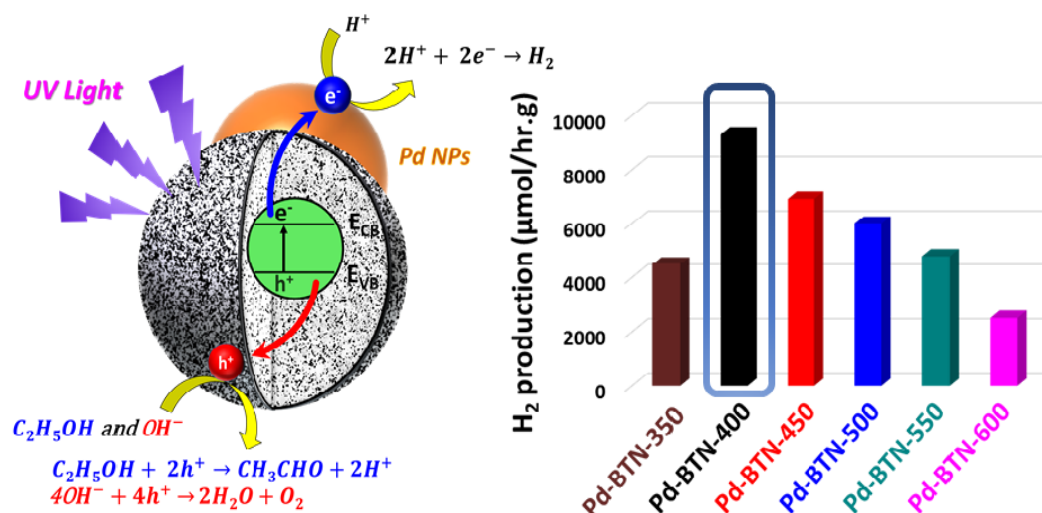 H⁺
2H⁺ + 2e⁻ → H₂
UV Light
e⁻
Pd NPs
e⁻
E_CB
h⁺
E_VB
h⁺
C₂H₅OH and OH⁻
C₂H₅OH + 2h⁺ → CH₃CHO + 2H⁺
4OH⁻ + 4h⁺ → 2H₂O + O₂
H₂ production (μmol/hr.g)
10000
8000
6000
4000
2000
0
Pd-BTN-350
Pd-BTN-400
Pd-BTN-450
Pd-BTN-500
Pd-BTN-550
Pd-BTN-600